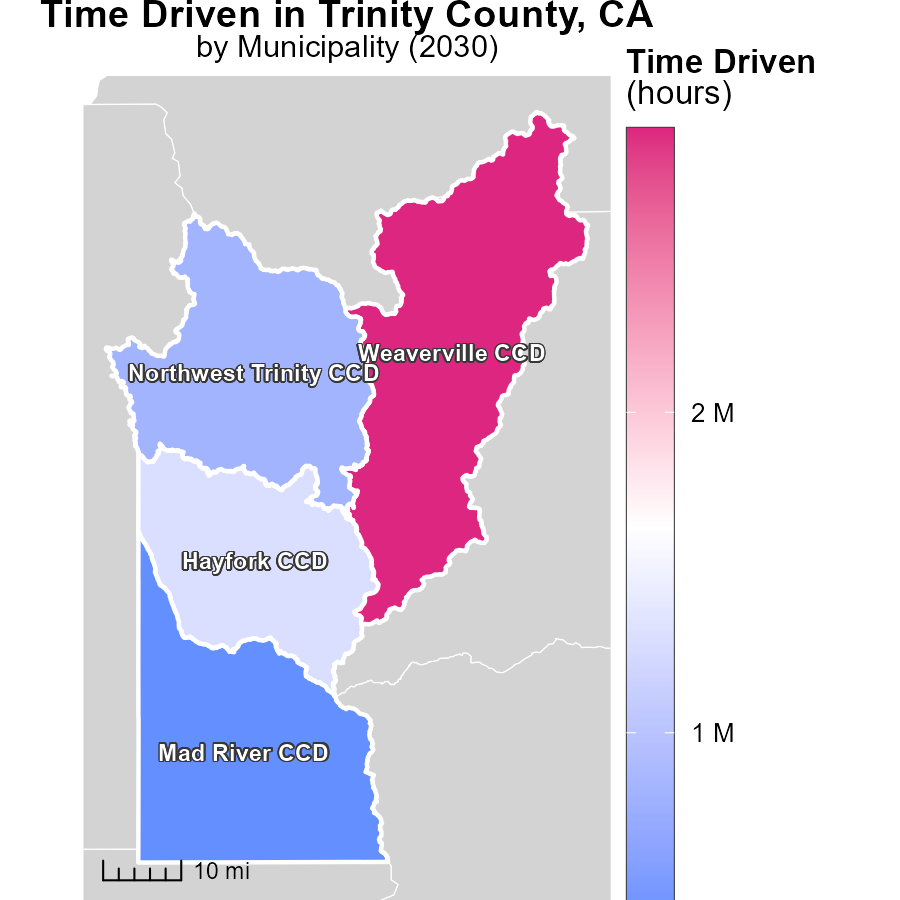 Time Driven in Trinity County, CA
by Municipality (2030)
Time Driven
(hours)
2 M
1 M
Weaverville CCD
Northwest Trinity CCD
Hayfork CCD
Mad River CCD
10 mi